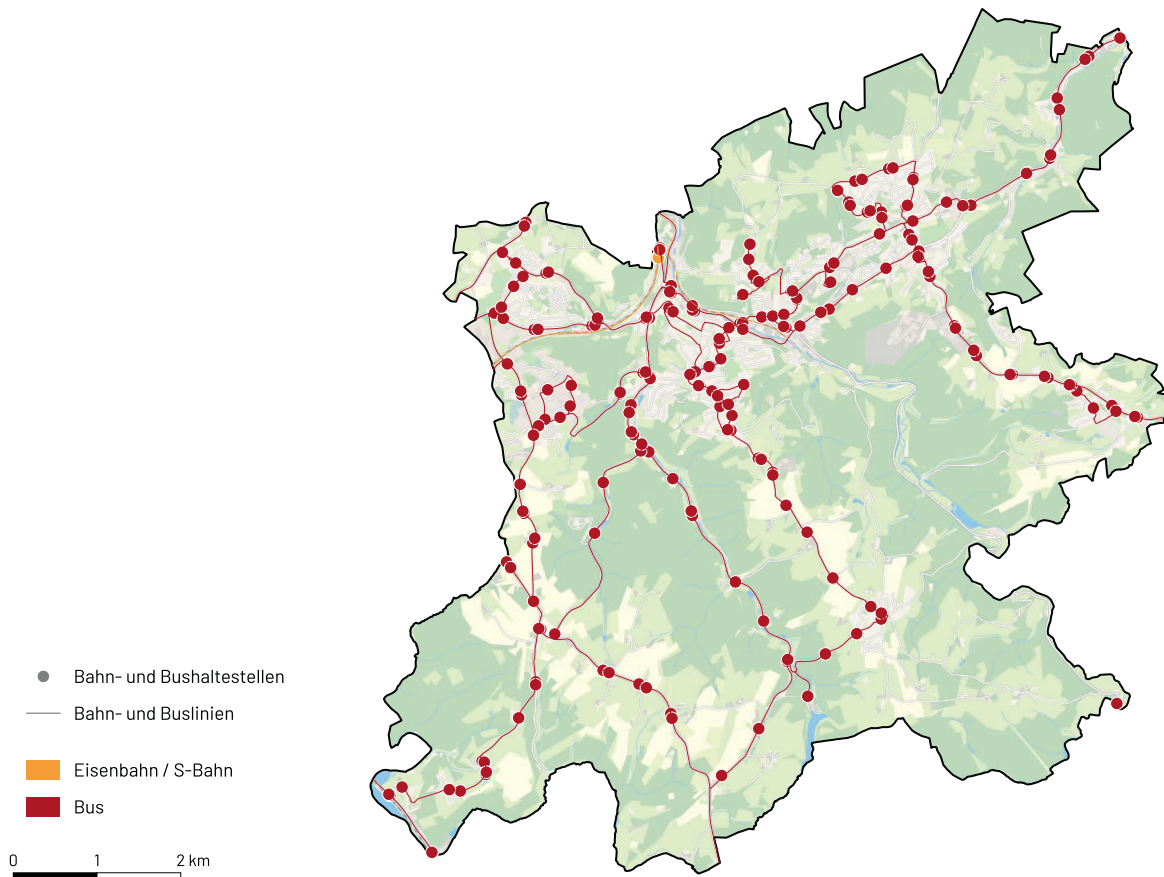 Bahn- und Bushaltestellen
Bahn- und Buslinien
Eisenbahn / S-Bahn
Bus
0 1 2 km